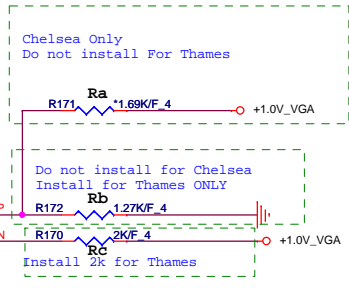 Chelsea Only
Do not install For Thames
Ra
R171 *1.69K/F_4
+1.0V_VGA
Do not install for Chelsea
Install for Thames ONLY
Rb
P R172 1.27K/F_4
N R170 2K/F_4
+1.0V_VGA
Rc
Install 2k for Thames